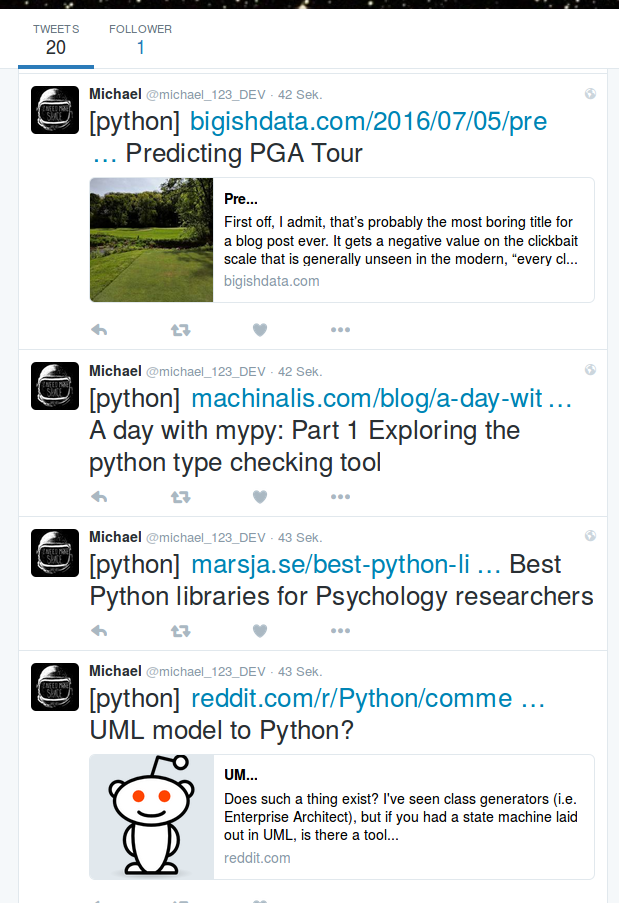 TWEETS FOLLOWER
20 1
Michael @michael_123_DEV · 42 Sek.
[python] bigishdata.com/2016/07/05/pre
… Predicting PGA Tour
Pre...
First off, I admit, that’s probably the most boring title for
a blog post ever. It gets a negative value on the clickbait
scale that is generally unseen in the modern, “every cl...
bigishdata.com
Michael @michael_123_DEV · 42 Sek.
[python] machinalis.com/blog/a-day-wit …
A day with mypy: Part 1 Exploring the
python type checking tool
Michael @michael_123_DEV · 43 Sek.
[python] marsja.se/best-python-li … Best
Python libraries for Psychology researchers
Michael @michael_123_DEV · 43 Sek.
[python] reddit.com/r/Python/comme …
UML model to Python?
UM...
Does such a thing exist? I've seen class generators (i.e.
Enterprise Architect), but if you had a state machine laid
out in UML, is there a tool...
reddit.com